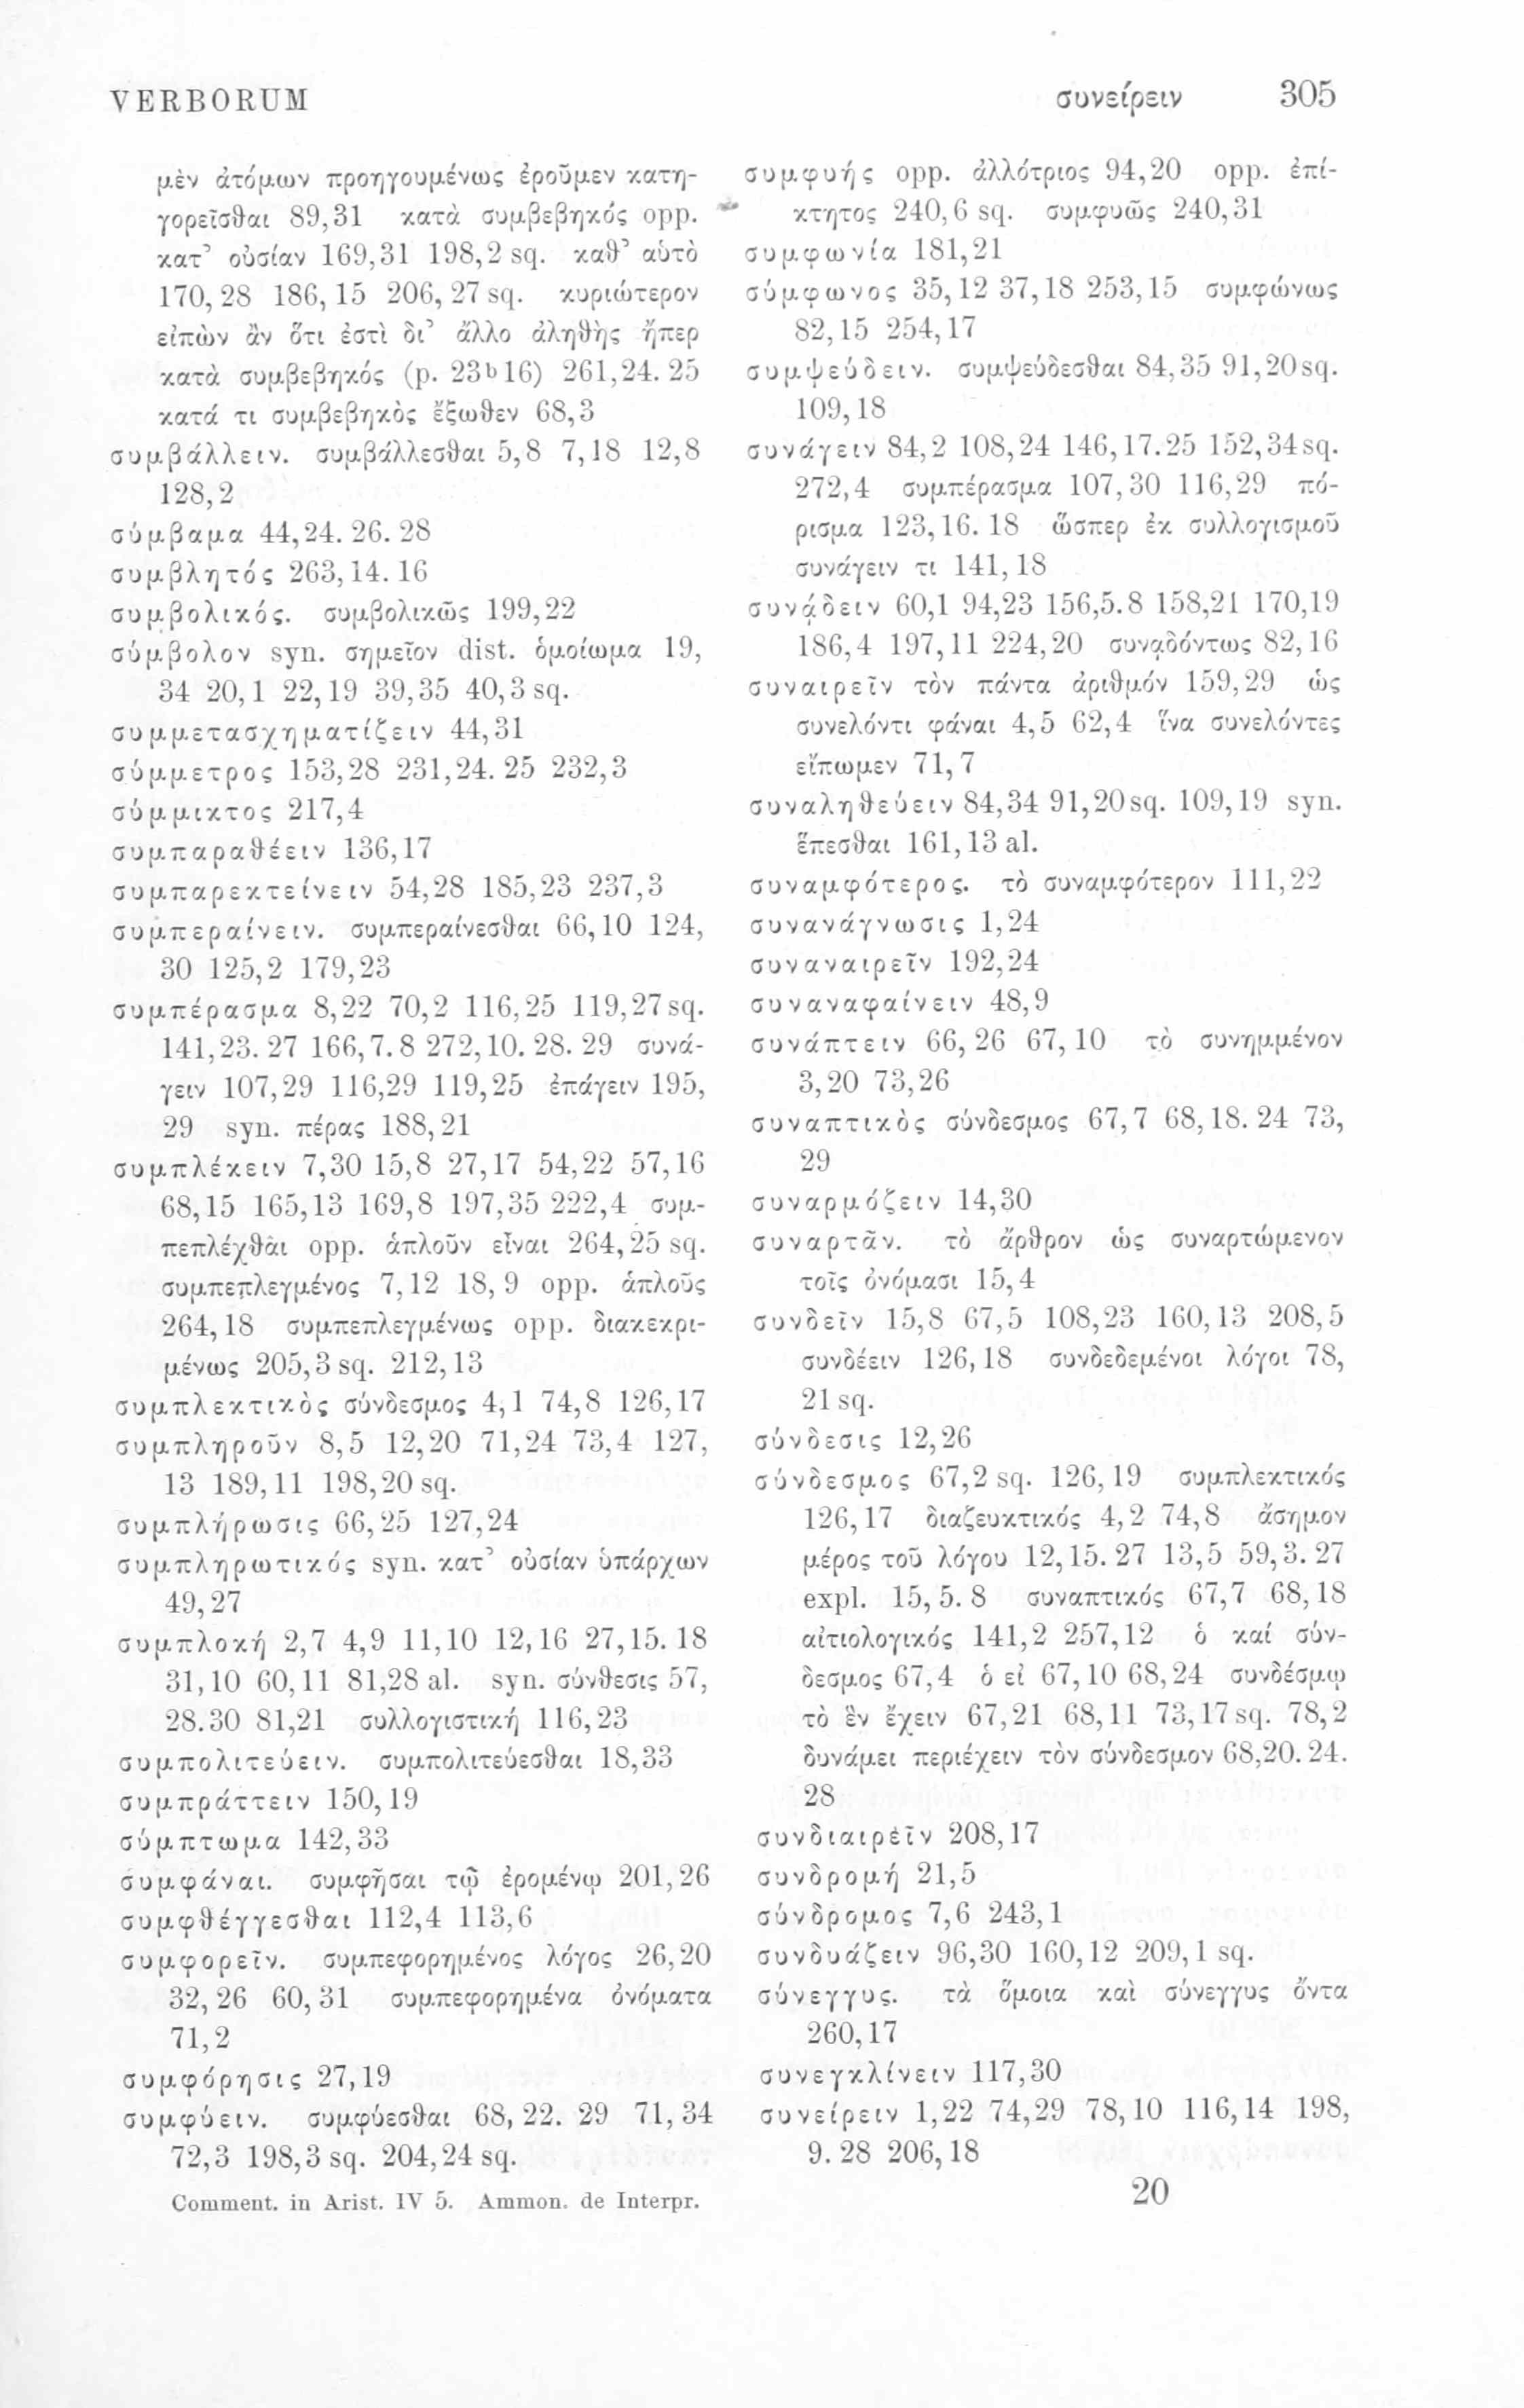 VERBORUM συνείρειν 305
μὲν ἀτόμων προηγουμένως ἐροῦμεν κατη-
γορεῖσθαι 89,31 κατὰ συμβεβηκός opp.
κατ' οὐσίαν 169,31 198,2 sq. καθ' αὑτὸ
170,28 186,15 206,27 sq. κυριώτερον
εἰπὼν ἂν ὅτι ἐστὶ δι' ἄλλο ἀληθὴς ἤπερ
κατὰ συμβεβηκός (p. 23b16) 261,24. 25
κατά τι συμβεβηκὸς ἔξωθεν 68,3
συμβάλλειν. συμβάλλεσθαι 5,8 7,18 12,8
128,2
σύμβαμα 44,24. 26. 28
συμβλητός 263,14. 16
συμβολικός. συμβολικῶς 199,22
σύμβολον syn. σημεῖον dist. ὁμοίωμα 19,
34 20,1 22,19 39,35 40,3 sq.
συμμετασχηματίζειν 44,31
σύμμετρος 153,28 231,24. 25 232,3
σύμμικτος 217,4
συμπαραθέειν 136,17
συμπαρεκτείνειν 54,28 185,23 237,3
συμπεραίνειν. συμπεραίνεσθαι 66,10 124,
30 125,2 179,23
συμπέρασμα 8,22 70,2 116,25 119,27 sq.
141,23. 27 166,7. 8 272,10. 28. 29 συνά-
γειν 107,29 116,29 119,25 ἐπάγειν 195,
29 syn. πέρας 188,21
συμπλέκειν 7,30 15,8 27,17 54,22 57,16
68,15 165,13 169,8 197,35 222,4 συμ-
πεπλέχθαι opp. ἁπλοῦν εἶναι 264,25 sq.
συμπεπλεγμένος 7,12 18,9 opp. ἁπλοῦς
264,18 συμπεπλεγμένως opp. διακεκρι-
μένως 205,3 sq. 212,13
συμπλεκτικὸς σύνδεσμος 4,1 74,8 126,17
συμπληροῦν 8,5 12,20 71,24 73,4 127,
13 189,11 198,20 sq.
συμπλήρωσις 66,25 127,24
συμπληρωτικός syn. κατ' οὐσίαν ὑπάρχων
49,27
συμπλοκή 2,7 4,9 11,10 12,16 27,15. 18
31,10 60,11 81,28 al. syn. σύνθεσις 57,
28. 30 81,21 συλλογιστική 116,23
συμπολιτεύειν. συμπολιτεύεσθαι 18,33
συμπράττειν 150,19
σύμπτωμα 142,33
συμφάναι. συμφῆσαι τῷ ἐρομένῳ 201,26
συμφθέγγεσθαι 112,4 113,6
συμφορεῖν. συμπεφορημένος λόγος 26,20
32,26 60,31 συμπεφορημένα ὀνόματα
71,2
συμφόρησις 27,19
συμφύειν. συμφύεσθαι 68,22. 29 71,34
72,3 198,3 sq. 204,24 sq.
συμφυής opp. ἀλλότριος 94,20 opp. ἐπί-
κτητος 240,6 sq. συμφυῶς 240,31
συμφωνία 181,21
σύμφωνος 35,12 37,18 253,15 συμφώνως
82,15 254,17
συμψεύδειν. συμψεύδεσθαι 84,35 91,20 sq.
109,18
συνάγειν 84,2 108,24 146,17. 25 152,34 sq.
272,4 συμπέρασμα 107,30 116,29 πό-
ρισμα 123,16. 18 ὥσπερ ἐκ συλλογισμοῦ
συνάγειν τι 141,18
συνᾴδειν 60,1 94,23 156,5. 8 158,21 170,19
186,4 197,11 224,20 συνᾳδόντως 82,16
συναιρεῖν τὸν πάντα ἀριθμόν 159,29 ὡς
συνελόντι φάναι 4,5 62,4 ἵνα συνελόντες
εἴπωμεν 71,7
συναληθεύειν 84,34 91,20 sq. 109,19 syn.
ἕπεσθαι 161,13 al.
συναμφότερος. τὸ συναμφότερον 111,22
συνανάγνωσις 1,24
συναναιρεῖν 192,24
συναναφαίνειν 48,9
συνάπτειν 66,26 67,10 τὸ συνημμένον
3,20 73,26
συναπτικὸς σύνδεσμος 67,7 68,18. 24 73,
29
συναρμόζειν 14,30
συναρτᾶν. τὸ ἄρθρον ὡς συναρτώμενον
τοῖς ὀνόμασι 15,4
συνδεῖν 15,8 67,5 108,23 160,13 208,5
συνδέειν 126,18 συνδεδεμένοι λόγοι 78,
21 sq.
σύνδεσις 12,26
σύνδεσμος 67,2 sq. 126,19 συμπλεκτικός
126,17 διαζευκτικός 4,2 74,8 ἄσημον
μέρος τοῦ λόγου 12,15. 27 13,5 59,3. 27
expl. 15,5. 8 συναπτικός 67,7 68,18
αἰτιολογικός 141,2 257,12 ὁ καί σύν-
δεσμος 67,4 ὁ εἰ 67,10 68,24 συνδέσμῳ
τὸ ἓν ἔχειν 67,21 68,11 73,17 sq. 78,2
δυνάμει περιέχειν τὸν σύνδεσμον 68,20. 24.
28
συνδιαιρεῖν 208,17
συνδρομή 21,5
σύνδρομος 7,6 243,1
συνδυάζειν 96,30 160,12 209,1 sq.
σύνεγγυς. τὰ ὅμοια καὶ σύνεγγυς ὄντα
260,17
συνεγκλίνειν 117,30
συνείρειν 1,22 74,29 78,10 116,14 198,
9. 28 206,18
Comment. in Arist. IV 5. Ammon. de Interpr. 20